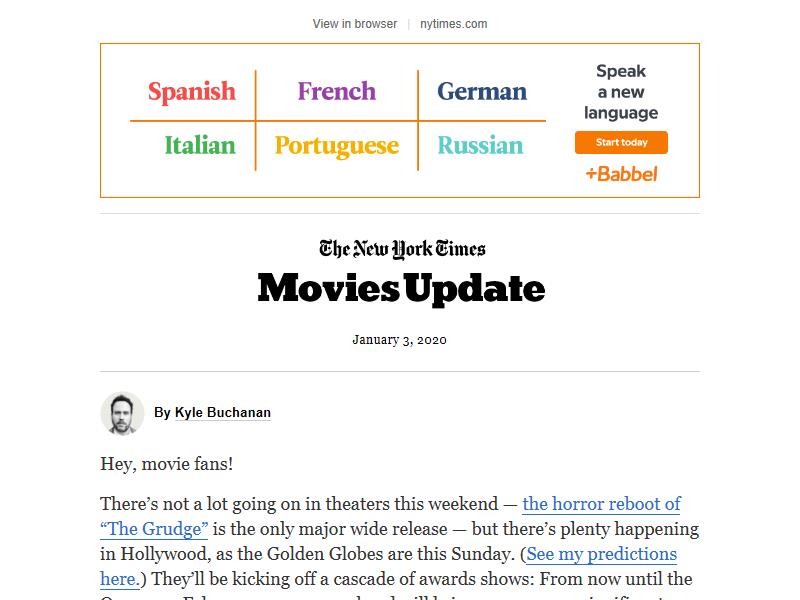 View in browser | nytimes.com
Spanish French German
Italian Portuguese Russian
Speak
a new
language
Start today
+Babbel
The New York Times
Movies Update
January 3, 2020
By Kyle Buchanan
Hey, movie fans!
There’s not a lot going on in theaters this weekend — the horror reboot of
“The Grudge” is the only major wide release — but there’s plenty happening
in Hollywood, as the Golden Globes are this Sunday. (See my predictions
here.) They’ll be kicking off a cascade of awards shows: From now until the